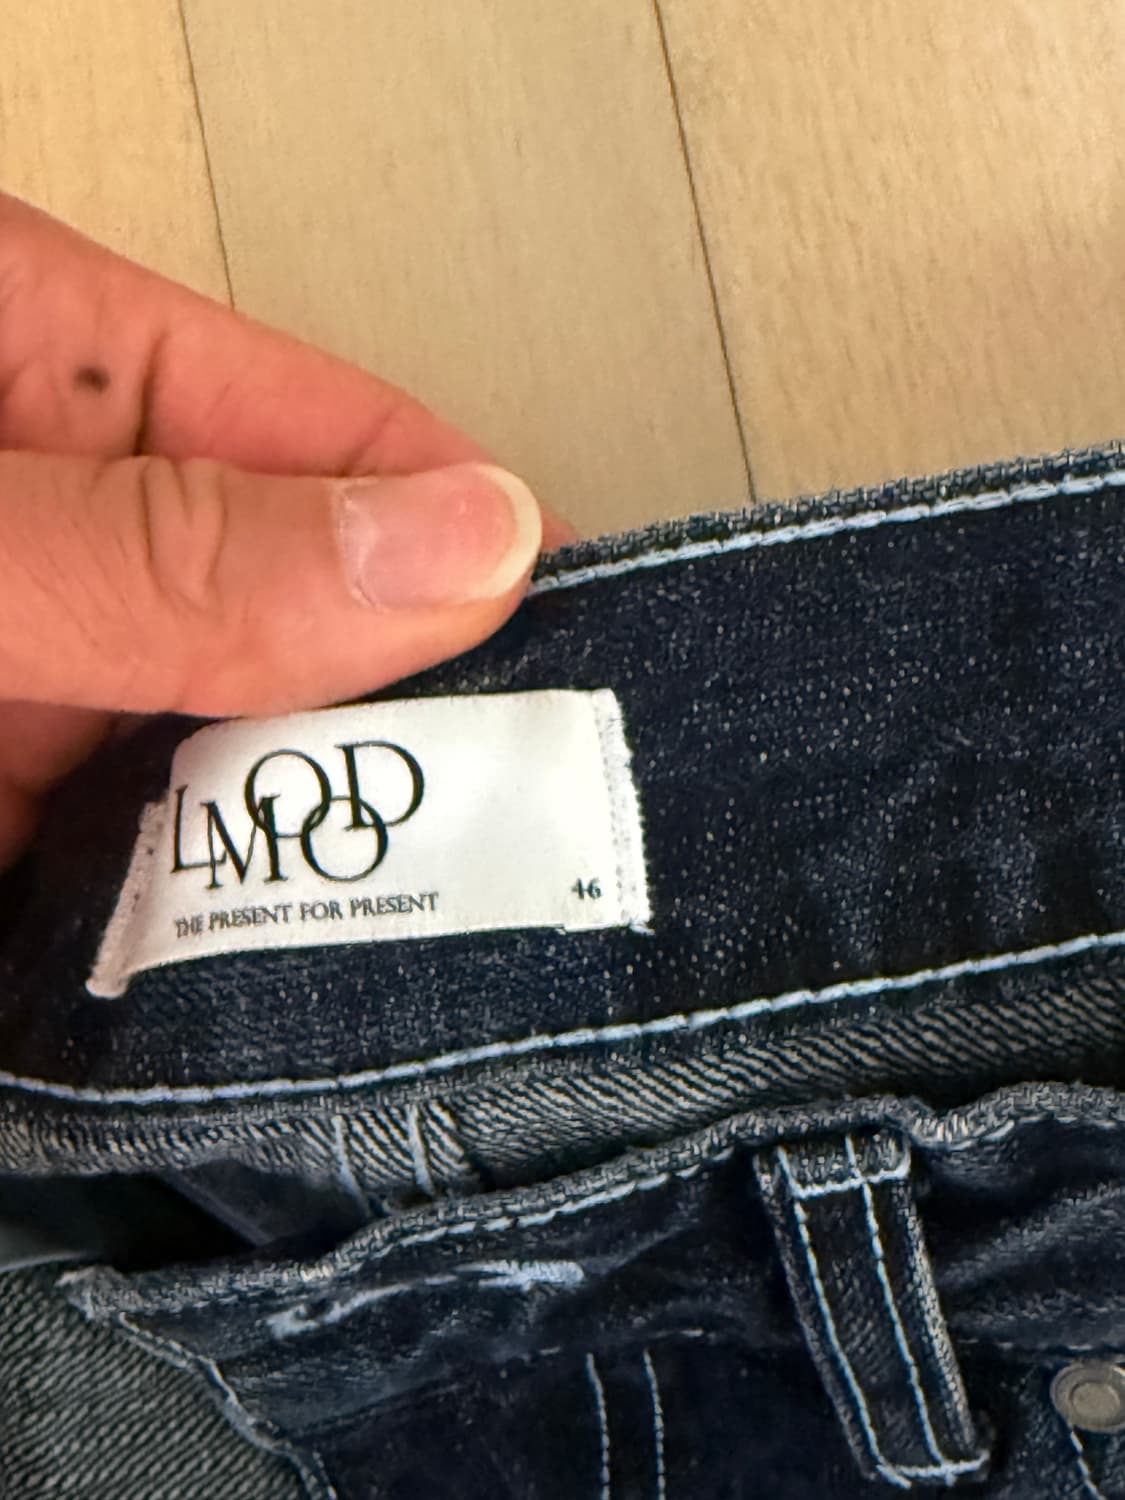 LMOOD
THE PRESENT FOR PRESENT
46